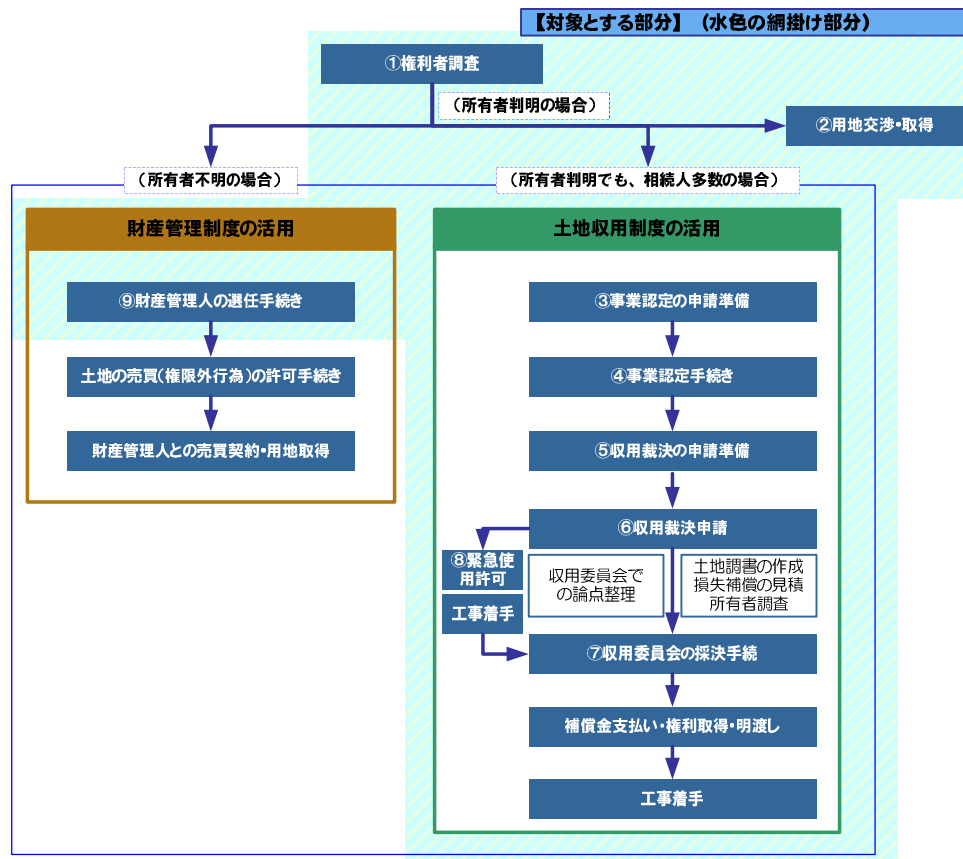 【対象とする部分】（水色の網掛け部分）
①権利者調査
（所有者判明の場合）
②用地交渉・取得
（所有者不明の場合）
（所有者判明でも、相続人多数の場合）
財産管理制度の活用
⑨財産管理人の選任手続き
土地の売買（権限外行為）の許可手続き
財産管理人との売買契約・用地取得
土地収用制度の活用
③事業認定の申請準備
④事業認定手続き
⑤収用裁決の申請準備
⑥収用裁決申請
⑧緊急使
用許可
工事着手
収用委員会で
の論点整理
土地調書の作成
損失補償の見積
所有者調査
⑦収用委員会の採決手続
補償金支払い・権利取得・明渡し
工事着手